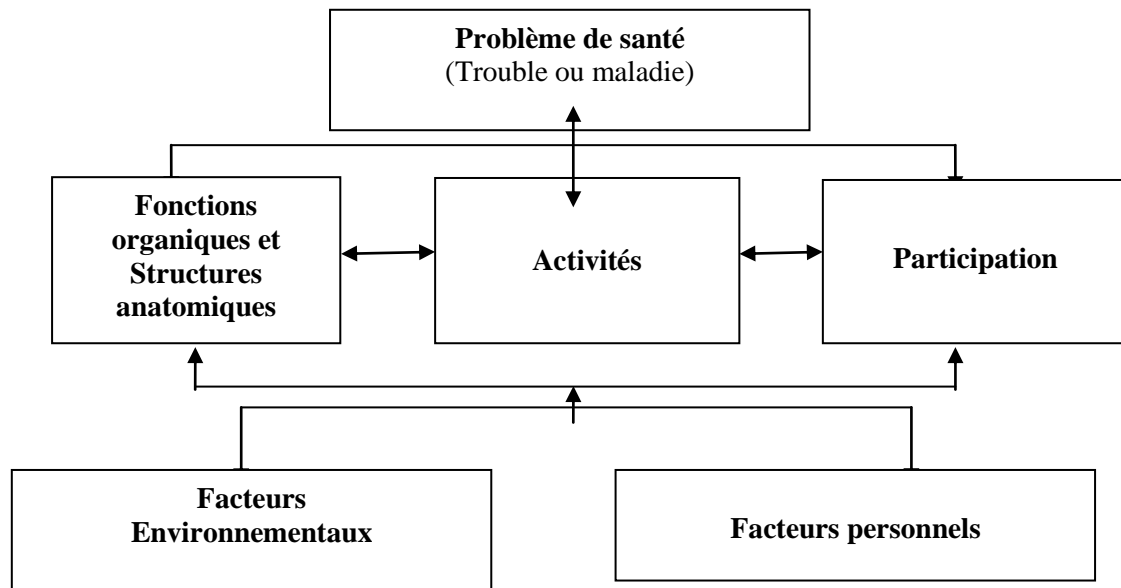 Problème de santé
(Trouble ou maladie)
Fonctions
organiques et
Structures
anatomiques
Activités
Participation
Facteurs
Environnementaux
Facteurs personnels